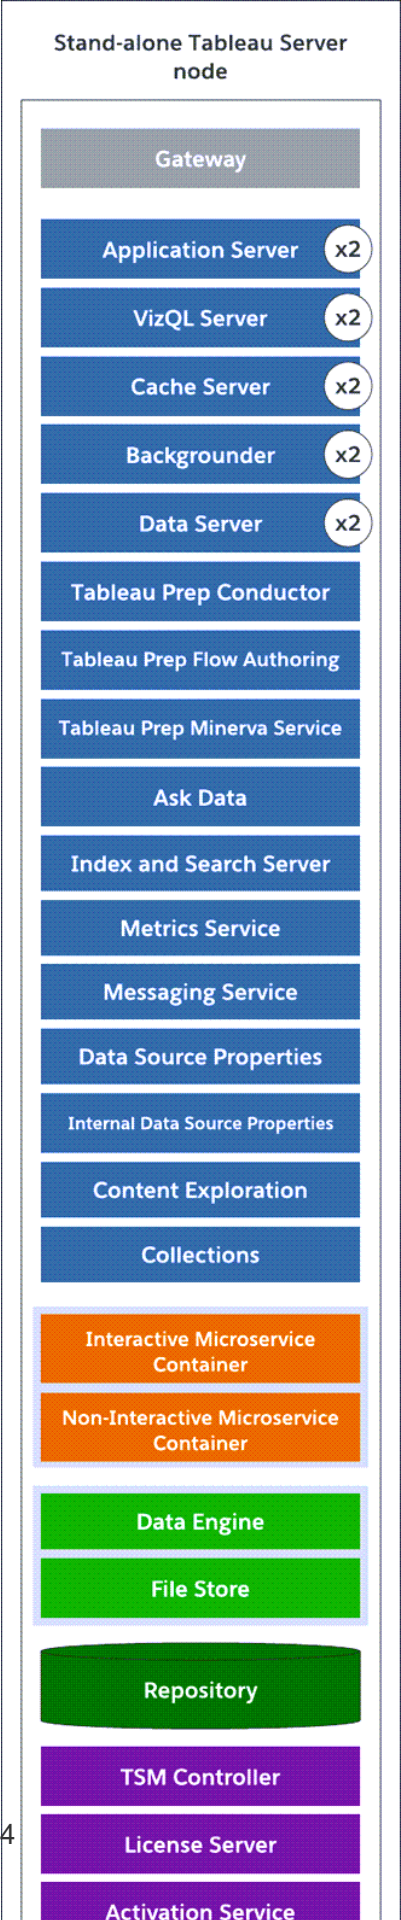 Stand-alone Tableau Server
node
Gateway
Application Server x2
VizQL Server x2
Cache Server x2
Backgrounder x2
Data Server x2
Tableau Prep Conductor
Tableau Prep Flow Authoring
Tableau Prep Minerva Service
Ask Data
Index and Search Server
Metrics Service
Messaging Service
Data Source Properties
Internal Data Source Properties
Content Exploration
Collections
Interactive Microservice
Container
Non-Interactive Microservice
Container
Data Engine
File Store
Repository
TSM Controller
4
License Server
Activation Service